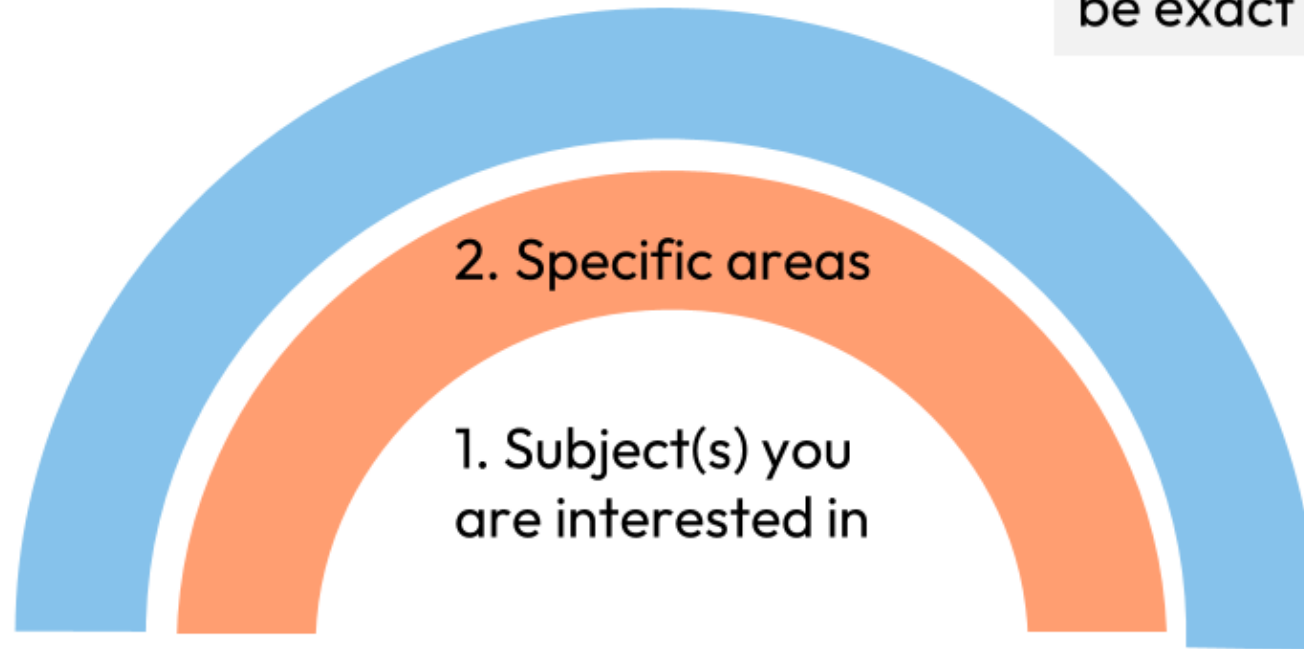 be exact
2. Specific areas
1. Subject(s) you
are interested in